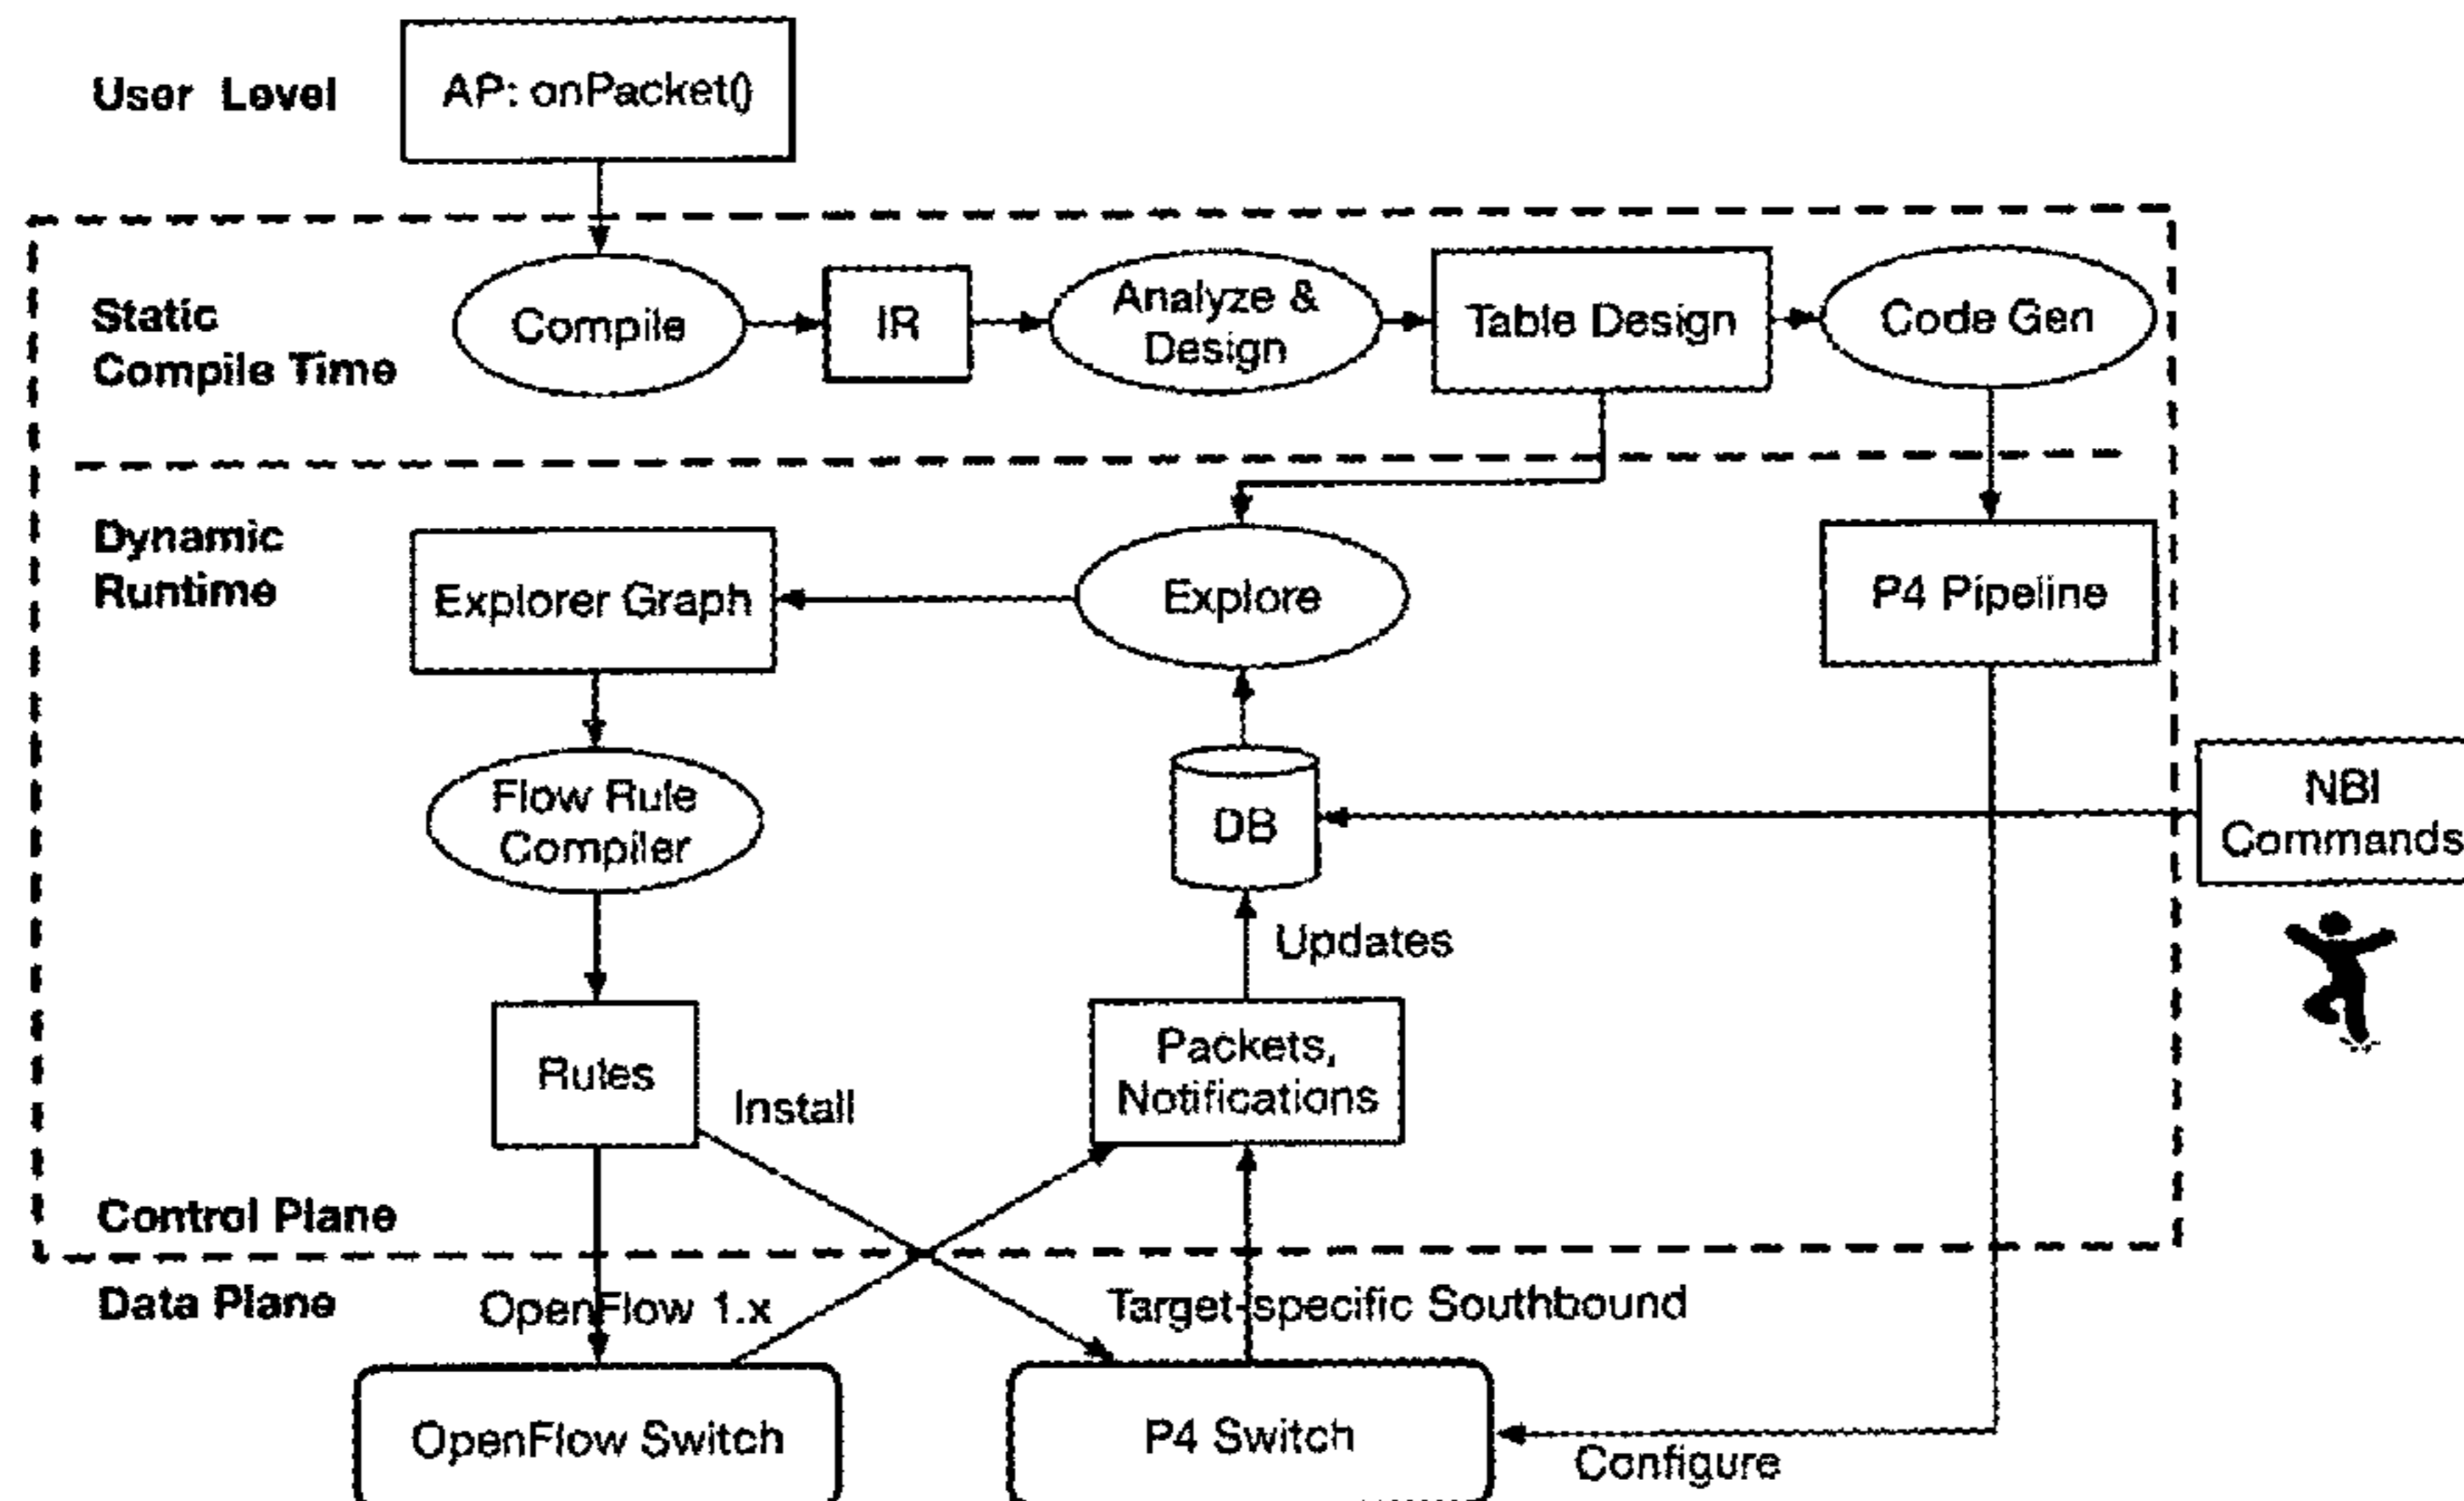 User Level
AP: onPacket()
Static
Compile Time
Compile
IR
Analyze &
Design
Table Design
Code Gen
Dynamic
Runtime
Explorer Graph
Explore
P4 Pipeline
Flow Rule
Compiler
DB
NBI
Commands
Updates
Rules
Install
Packets,
Notifications
Control Plane
Data Plane
OpenFlow 1.x
Target-specific Southbound
OpenFlow Switch
P4 Switch
Configure